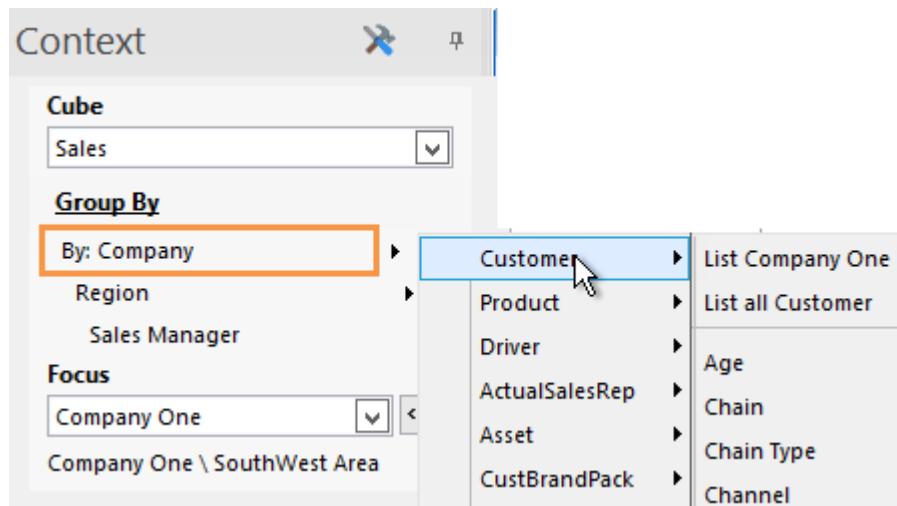 Context
Cube
Sales
Group By
By: Company
Region
Sales Manager
Focus
Company One
Company One \ SouthWest Area
Customer
Product
Driver
ActualSalesRep
Asset
CustBrandPack
List Company One
List all Customer
Age
Chain
Chain Type
Channel